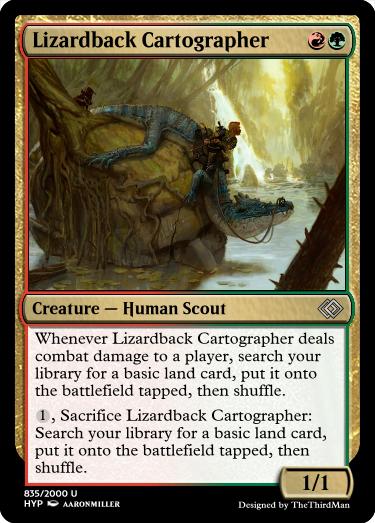 Lizardback Cartographer
Creature — Human Scout
Whenever Lizardback Cartographer deals
combat damage to a player, search your
library for a basic land card, put it onto
the battlefield tapped, then shuffle.
1, Sacrifice Lizardback Cartographer:
Search your library for a basic land card,
put it onto the battlefield tapped, then
shuffle.
1/1
835/2000 U
HYP AARONMILLER
Designed by TheThirdMan